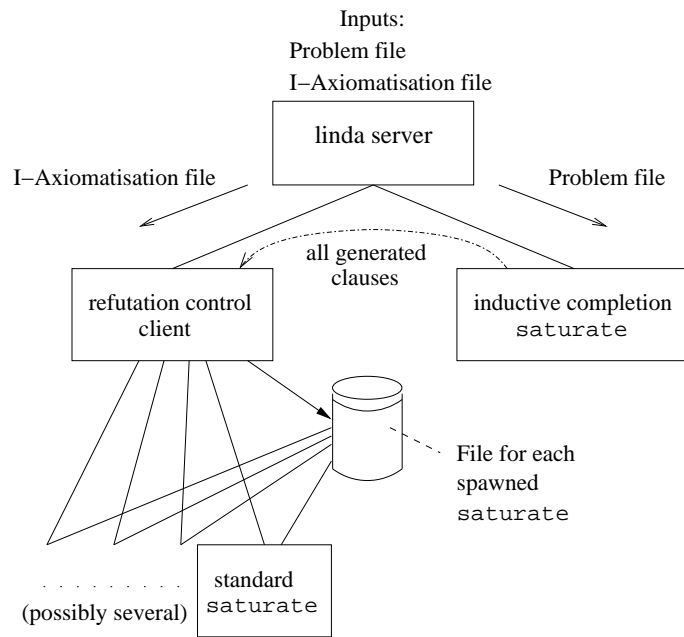 Inputs:
Problem file
I–Axiomatisation file
linda server
I–Axiomatisation file
Problem file
all generated
clauses
refutation control
client
inductive completion
saturate
File for each
spawned
saturate
standard
saturate
. . . . . . . . . . .
(possibly several)